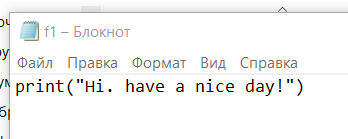 f1 – Блокнот
Файл Правка Формат Вид Справка
print("Hi. have a nice day!")